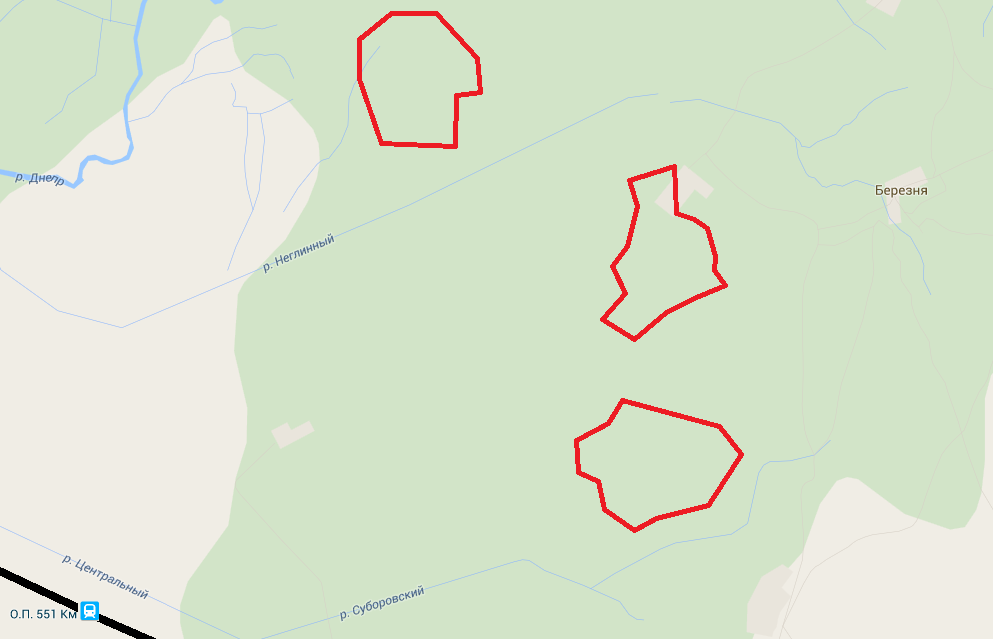 р. Днепр
Березня
р. Неглинный
р. Центральный
р. Суборовский
О.П. 551 Км